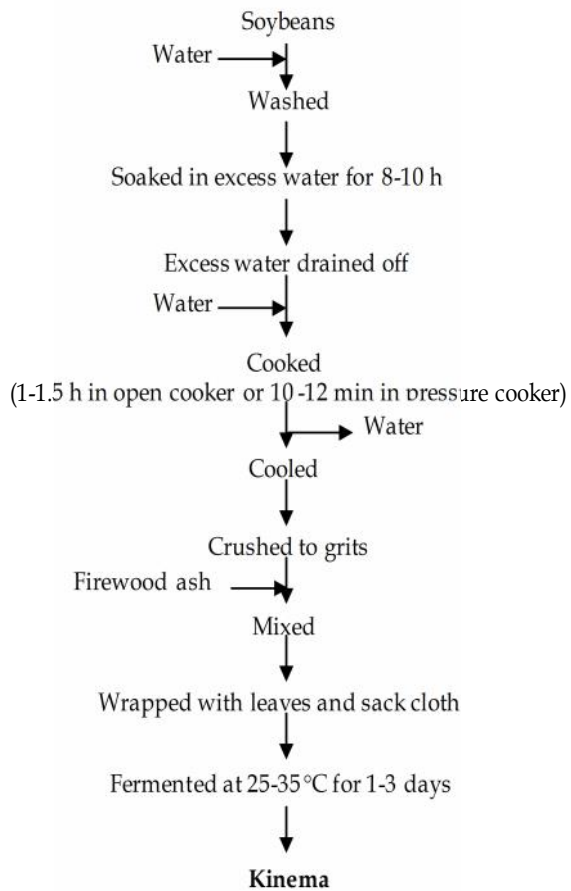 Soybeans
Water
Washed
Soaked in excess water for 8-10 h
Excess water drained off
Water
Cooked
(1-1.5 h in open cooker or 10 -12 min in pressure cooker)
Water
Cooled
Crushed to grits
Firewood ash
Mixed
Wrapped with leaves and sack cloth
Fermented at 25-35 °C for 1-3 days
Kinema